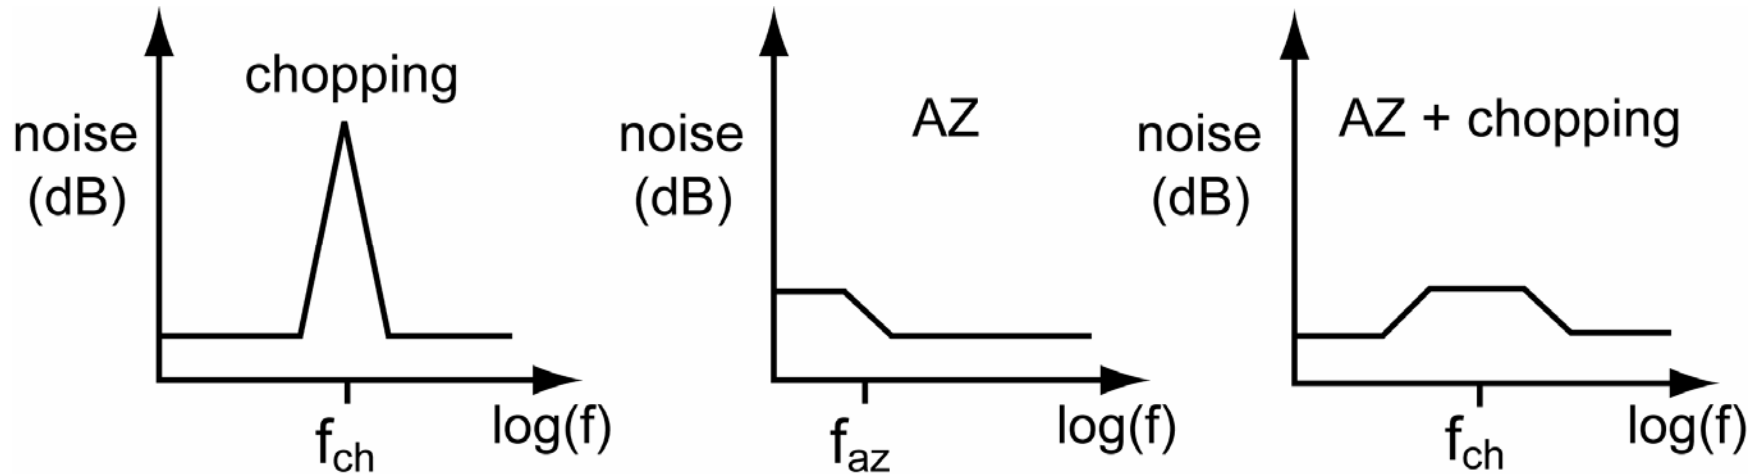 chopping
noise
(dB)
f_ch
log(f)
AZ
noise
(dB)
f_az
log(f)
AZ + chopping
noise
(dB)
f_ch
log(f)